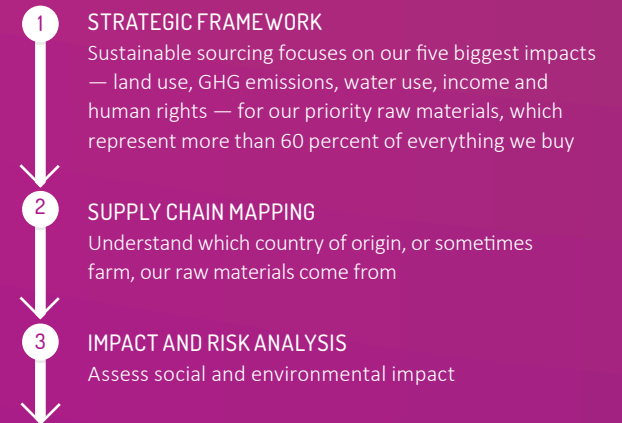 1
STRATEGIC FRAMEWORK
Sustainable sourcing focuses on our five biggest impacts
— land use, GHG emissions, water use, income and
human rights — for our priority raw materials, which
represent more than 60 percent of everything we buy
2
SUPPLY CHAIN MAPPING
Understand which country of origin, or sometimes
farm, our raw materials come from
3
IMPACT AND RISK ANALYSIS
Assess social and environmental impact